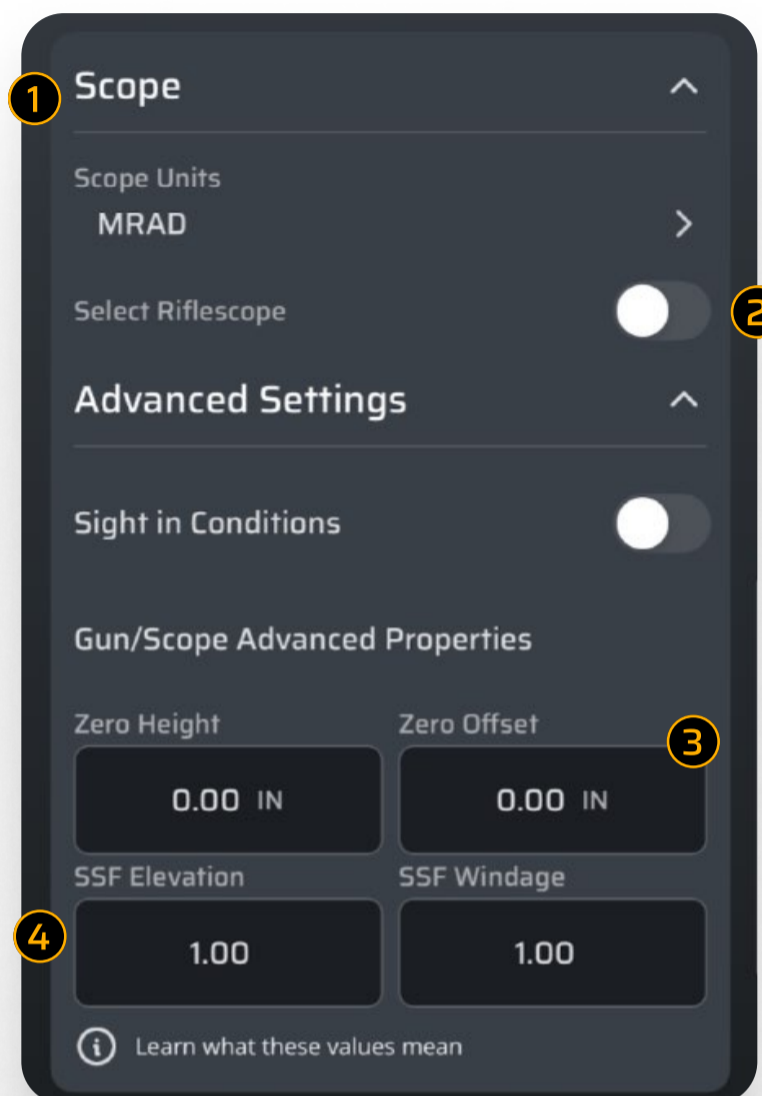 1 Scope
Scope Units
MRAD
Select Riflescope 2
Advanced Settings
Sight in Conditions
Gun/Scope Advanced Properties
Zero Height Zero Offset 3
0.00 IN 0.00 IN
SSF Elevation SSF Windage
4 1.00 1.00
i Learn what these values mean